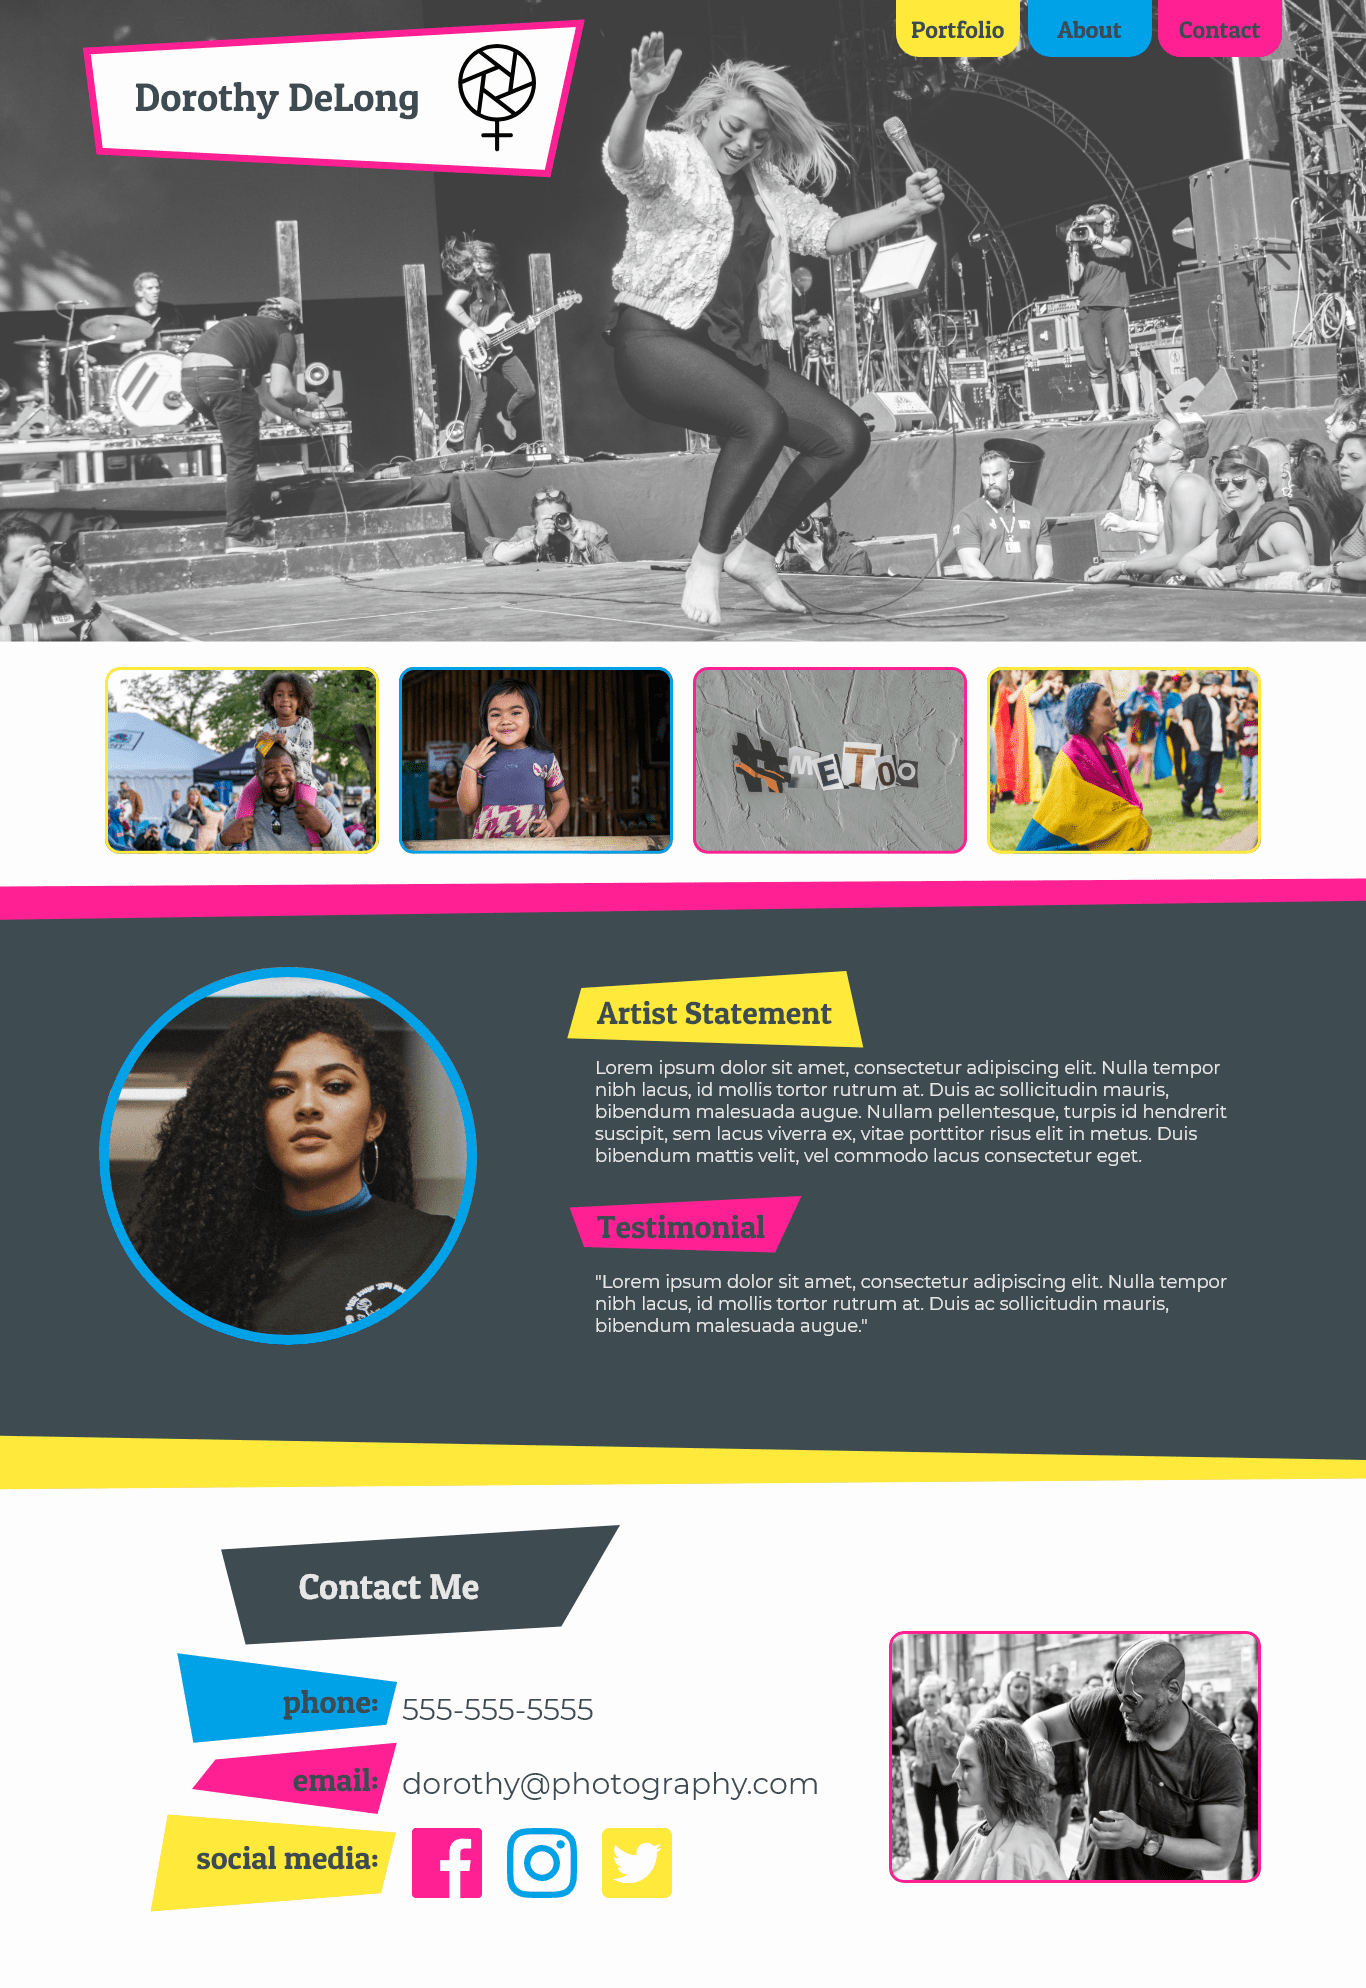 Portfolio
About
Contact
Dorothy DeLong
#METOO
Artist Statement
Lorem ipsum dolor sit amet, consectetur adipiscing elit. Nulla tempor
nibh lacus, id mollis tortor rutrum at. Duis ac sollicitudin mauris,
bibendum malesuada augue. Nullam pellentesque, turpis id hendrerit
suscipit, sem lacus viverra ex, vitae porttitor risus elit in metus. Duis
bibendum mattis velit, vel commodo lacus consectetur eget.
Testimonial
"Lorem ipsum dolor sit amet, consectetur adipiscing elit. Nulla tempor
nibh lacus, id mollis tortor rutrum at. Duis ac sollicitudin mauris,
bibendum malesuada augue."
Contact Me
phone: 555-555-5555
email: dorothy@photography.com
social media: